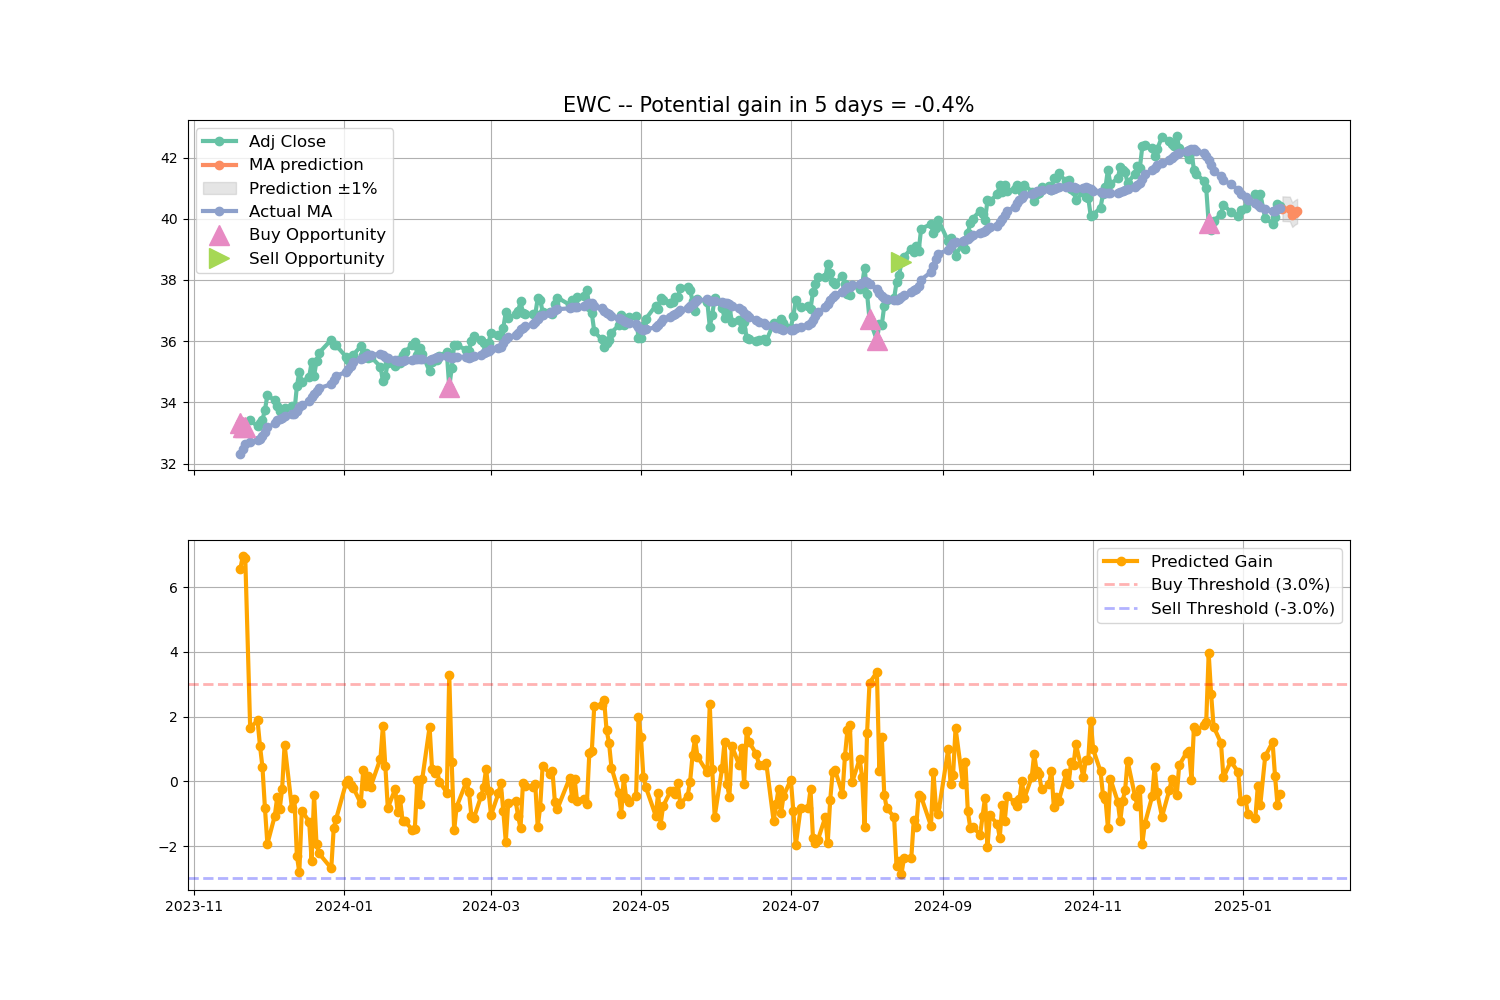 EWC -- Potential gain in 5 days = -0.4%
Adj Close
MA prediction
Prediction ±1%
Actual MA
Buy Opportunity
Sell Opportunity
42
40
38
36
34
32
Predicted Gain
Buy Threshold (3.0%)
Sell Threshold (-3.0%)
6
4
2
0
−2
2023-11 2024-01 2024-03 2024-05 2024-07 2024-09 2024-11 2025-01